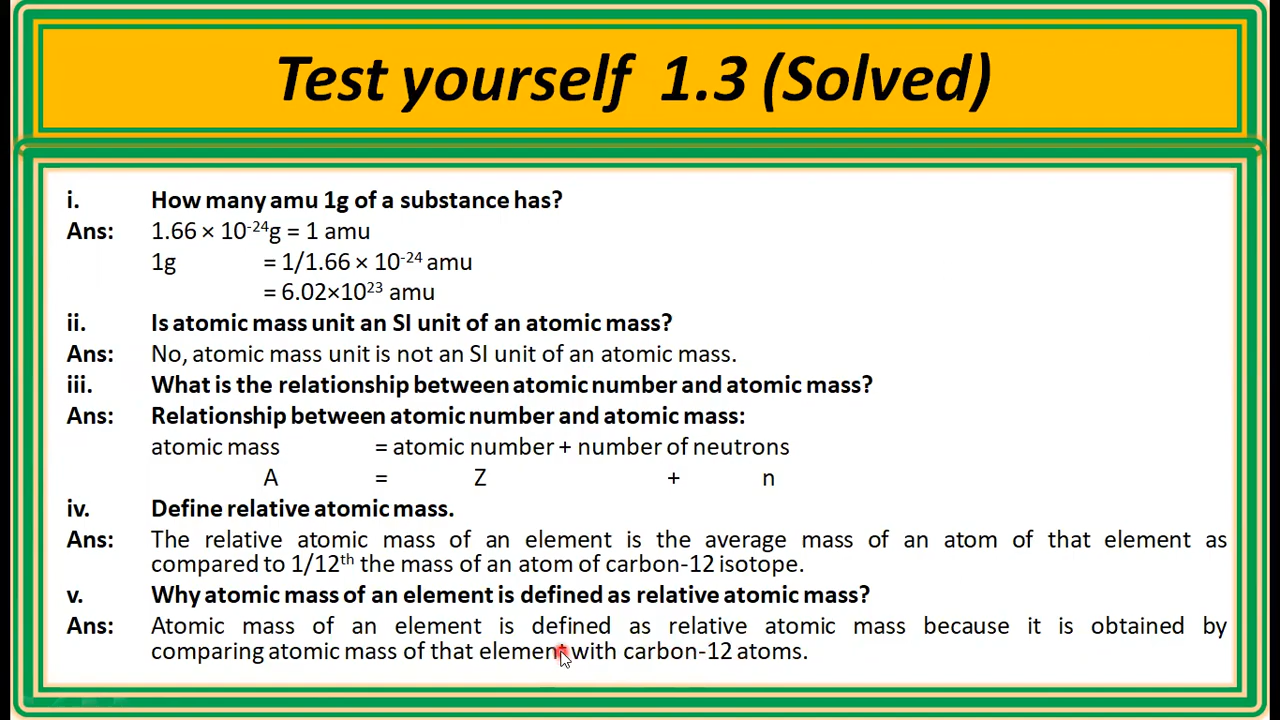 Test yourself 1.3 (Solved)
i. How many amu 1g of a substance has?
Ans: 1.66 × 10⁻²⁴g = 1 amu
1g = 1/1.66 × 10⁻²⁴ amu
= 6.02×10²³ amu
ii. Is atomic mass unit an SI unit of an atomic mass?
Ans: No, atomic mass unit is not an SI unit of an atomic mass.
iii. What is the relationship between atomic number and atomic mass?
Ans: Relationship between atomic number and atomic mass:
atomic mass = atomic number + number of neutrons
A = Z + n
iv. Define relative atomic mass.
Ans: The relative atomic mass of an element is the average mass of an atom of that element as
compared to 1/12ᵗʰ the mass of an atom of carbon-12 isotope.
v. Why atomic mass of an element is defined as relative atomic mass?
Ans: Atomic mass of an element is defined as relative atomic mass because it is obtained by
comparing atomic mass of that element with carbon-12 atoms.